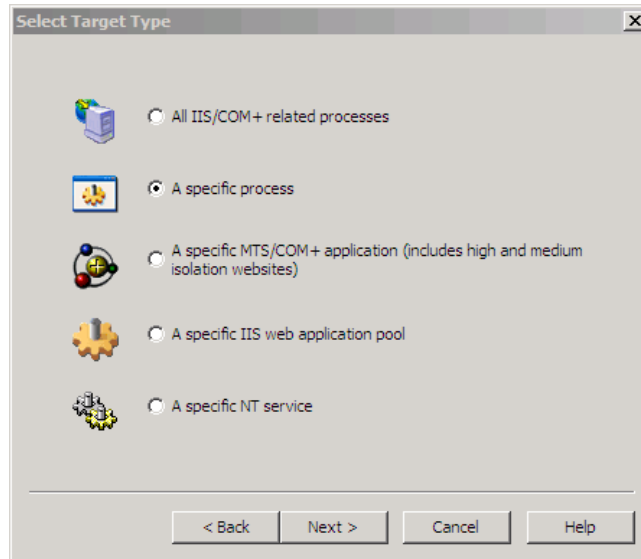 Select Target Type
All IIS/COM+ related processes
A specific process
A specific MTS/COM+ application (includes high and medium
isolation websites)
A specific IIS web application pool
A specific NT service
< Back Next > Cancel Help